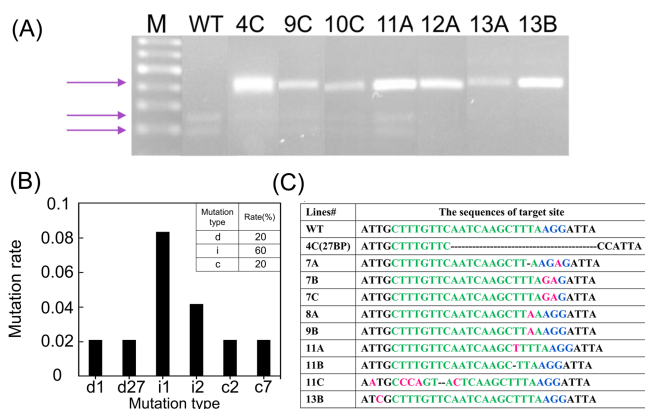 (A)
M WT 4C 9C 10C 11A 12A 13A 13B
(B)
0.1
0.08
0.06
0.04
0.02
0
Mutation rate
d1 d27 i1 i2 c2 c7
Mutation type
Mutation type Rate(%)
d 20
i 60
c 20
(C)
Lines# The sequences of target site
WT ATTGCTTTGTTCAATCAAGCTTTAAGGATTA
4C(27BP) ATTGCTTTGTTC---------------------------------------CCATTA
7A ATTGCTTTGTTCAATCAAGCTT-AAGAGATTA
7B ATTGCTTTGTTCAATCAAGCTTTAGAGATTA
7C ATTGCTTTGTTCAATCAAGCTTTAGAGATTA
8A ATTGCTTTGTTCAATCAAGCTTAAAGGATTA
9B ATTGCTTTGTTCAATCAAGCTTAAAGGATTA
11A ATTGCTTTGTTCAATCAAGCTTTTAAGGATTA
11B ATTGCTTTGTTCAATCAAGC-TTAAGGATTA
11C AATGCCCAGT--ACTCAAGCTTTAAGGATTA
13B ATCGCTTTGTTCAATCAAGCTTTAAGGATTA